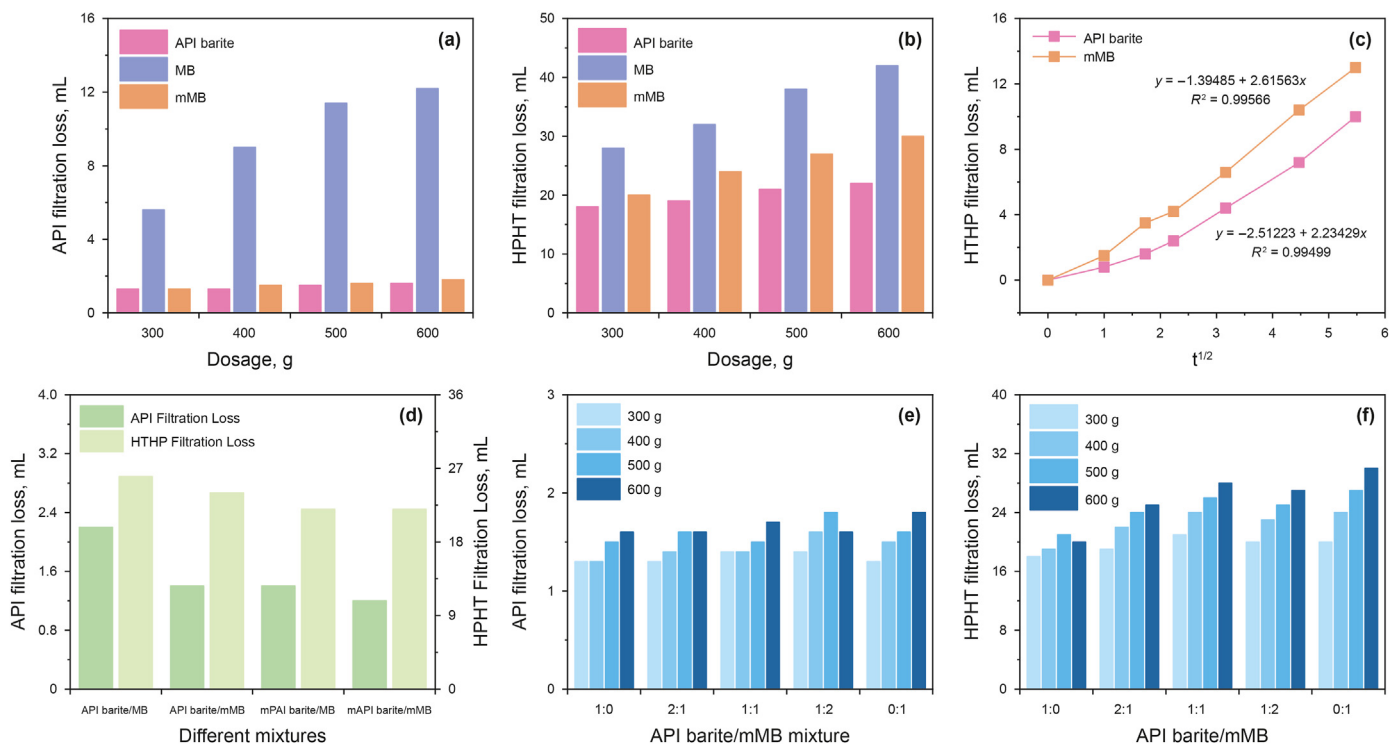 (a)
API barite
MB
mMB
16
12
8
4
0
API filtration loss, mL
300 400 500 600
Dosage, g
(b)
API barite
MB
mMB
50
40
30
20
10
0
HPHT filtration loss, mL
300 400 500 600
Dosage, g
(c)
API barite
mMB
y = −1.39485 + 2.61563x
R² = 0.99566
y = −2.51223 + 2.23429x
R² = 0.99499
16
12
8
4
0
HTHP filtration loss, mL
0 1 2 3 4 5 6
t¹/²
(d)
API Filtration Loss
HTHP Filtration Loss
4.0
3.2
2.4
1.6
0.8
0
API filtration loss, mL
36
27
18
9
0
HPHT Filtration Loss, mL
API barite/MB API barite/mMB mPAI barite/MB mAPI barite/mMB
Different mixtures
(e)
300 g
400 g
500 g
600 g
3
2
1
0
API filtration loss, mL
1:0 2:1 1:1 1:2 0:1
API barite/mMB mixture
(f)
300 g
400 g
500 g
600 g
40
32
24
16
8
0
HPHT filtration loss, mL
1:0 2:1 1:1 1:2 0:1
API barite/mMB